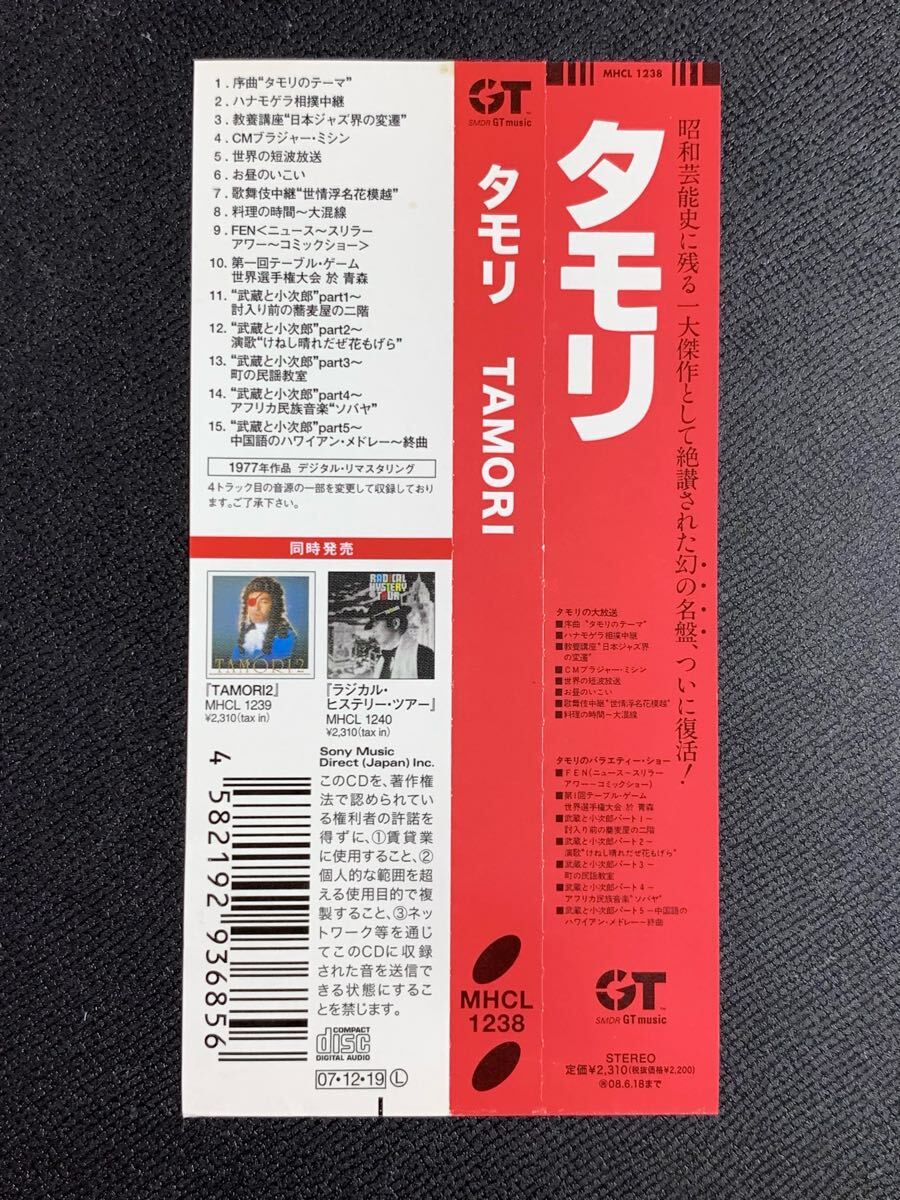 1．序曲“タモリのテーマ”
2．ハナモゲラ相撲中継
3．教養講座“日本ジャズ界の変遷”
4．CMブラジャー・ミシン
5．世界の短波放送
6．お昼のいこい
7．歌舞伎中継“世情浮名花模越”
8．料理の時間～大混線
9．FEN＜ニュース～スリラー
アワー～コミックショー＞
10．第一回テーブル・ゲーム
世界選手権大会 於 青森
11．“武蔵と小次郎”part1～
討入り前の蕎麦屋の二階
12．“武蔵と小次郎”part2～
演歌“けねし晴れだぜ花もげら”
13．“武蔵と小次郎”part3～
町の民謡教室
14．“武蔵と小次郎”part4～
アフリカ民族音楽“ソバヤ”
15．“武蔵と小次郎”part5～
中国語のハワイアン・メドレー～終曲
1977年作品 デジタル・リマスタリング
4トラック目の音源の一部を変更して収録しており
ます。ご了承下さい。
同時発売
TAMORI 2
RADICAL
HYSTERY
TOUR
『TAMORI2』
MHCL 1239
¥2,310(tax in)
『ラジカル・
ヒステリー・ツアー』
MHCL 1240
¥2,310(tax in)
Sony Music
Direct (Japan) Inc.
このCDを、著作権
法で認められてい
る権利者の許諾を
得ずに、①賃貸業
に使用すること、②
個人的な範囲を超
える使用目的で複
製すること、③ネッ
トワーク等を通じ
てこのCDに収録
された音を送信で
きる状態にするこ
とを禁じます。
4 582192 936856
COMPACT
disc
DIGITAL AUDIO
07・12・19 Ⓛ
GT
SMDR GT music
タモリ TAMORI
MHCL
1238
MHCL 1238
タモリ
昭和芸能史に残る一大傑作として絶讃された幻の名盤、ついに復活！
タモリの大放送
■序曲“タモリのテーマ”
■ハナモゲラ相撲中継
■教養講座“日本ジャズ界
の変遷”
■CMブラジャー・ミシン
■世界の短波放送
■お昼のいこい
■歌舞伎中継“世情浮名花模越”
■料理の時間～大混線
タモリのバラエティー・ショー
■FEN(ニュース～スリラー
アワー～コミックショー)
■第1回テーブル・ゲーム
世界選手権大会 於 青森
■武蔵と小次郎パート1～
討入り前の蕎麦屋の二階
■武蔵と小次郎パート2～
演歌“けねし晴れだぜ花もげら”
■武蔵と小次郎パート3～
町の民謡教室
■武蔵と小次郎パート4～
アフリカ民族音楽“ソバヤ”
■武蔵と小次郎パート5～中国語の
ハワイアン・メドレー～終曲
GT
SMDR GT music
STEREO
定価¥2,310(税抜価格¥2,200)
㋫08.6.18まで